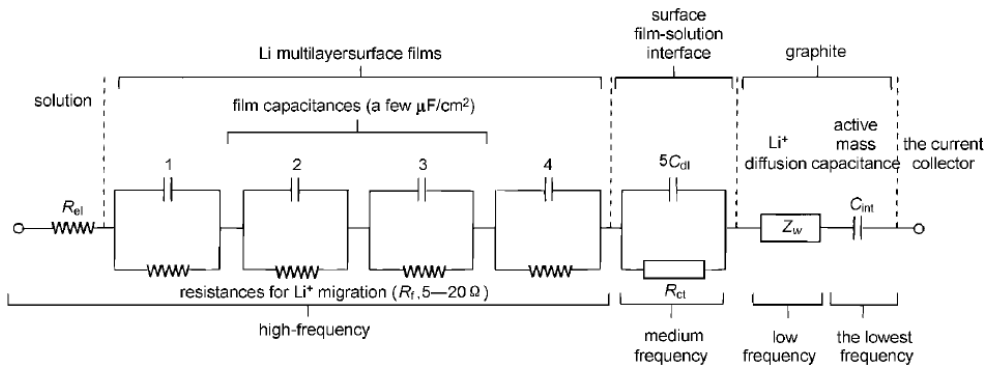 surface
film-solution
interface
Li multilayersurface films
graphite
solution
film capacitances (a few μF/cm²)
Li⁺
diffusion
active
mass
capacitance
the current
collector
1
2
3
4
5C_dl
R_el
Z_w
C_int
R_ct
resistances for Li⁺ migration (R_f,5—20 Ω)
high-frequency
medium
frequency
low
frequency
the lowest
frequency